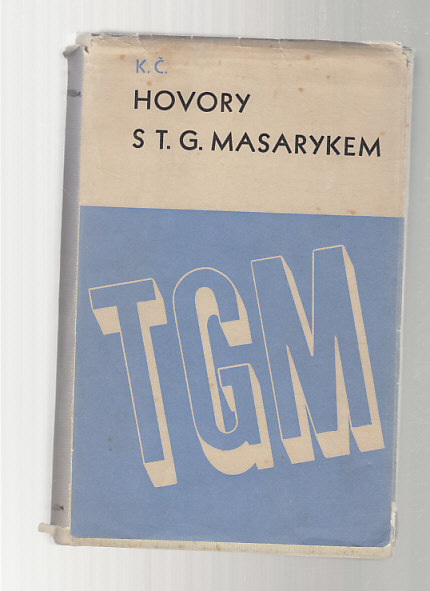 K. Č.
HOVORY
S T. G. MASARYKEM
TGM